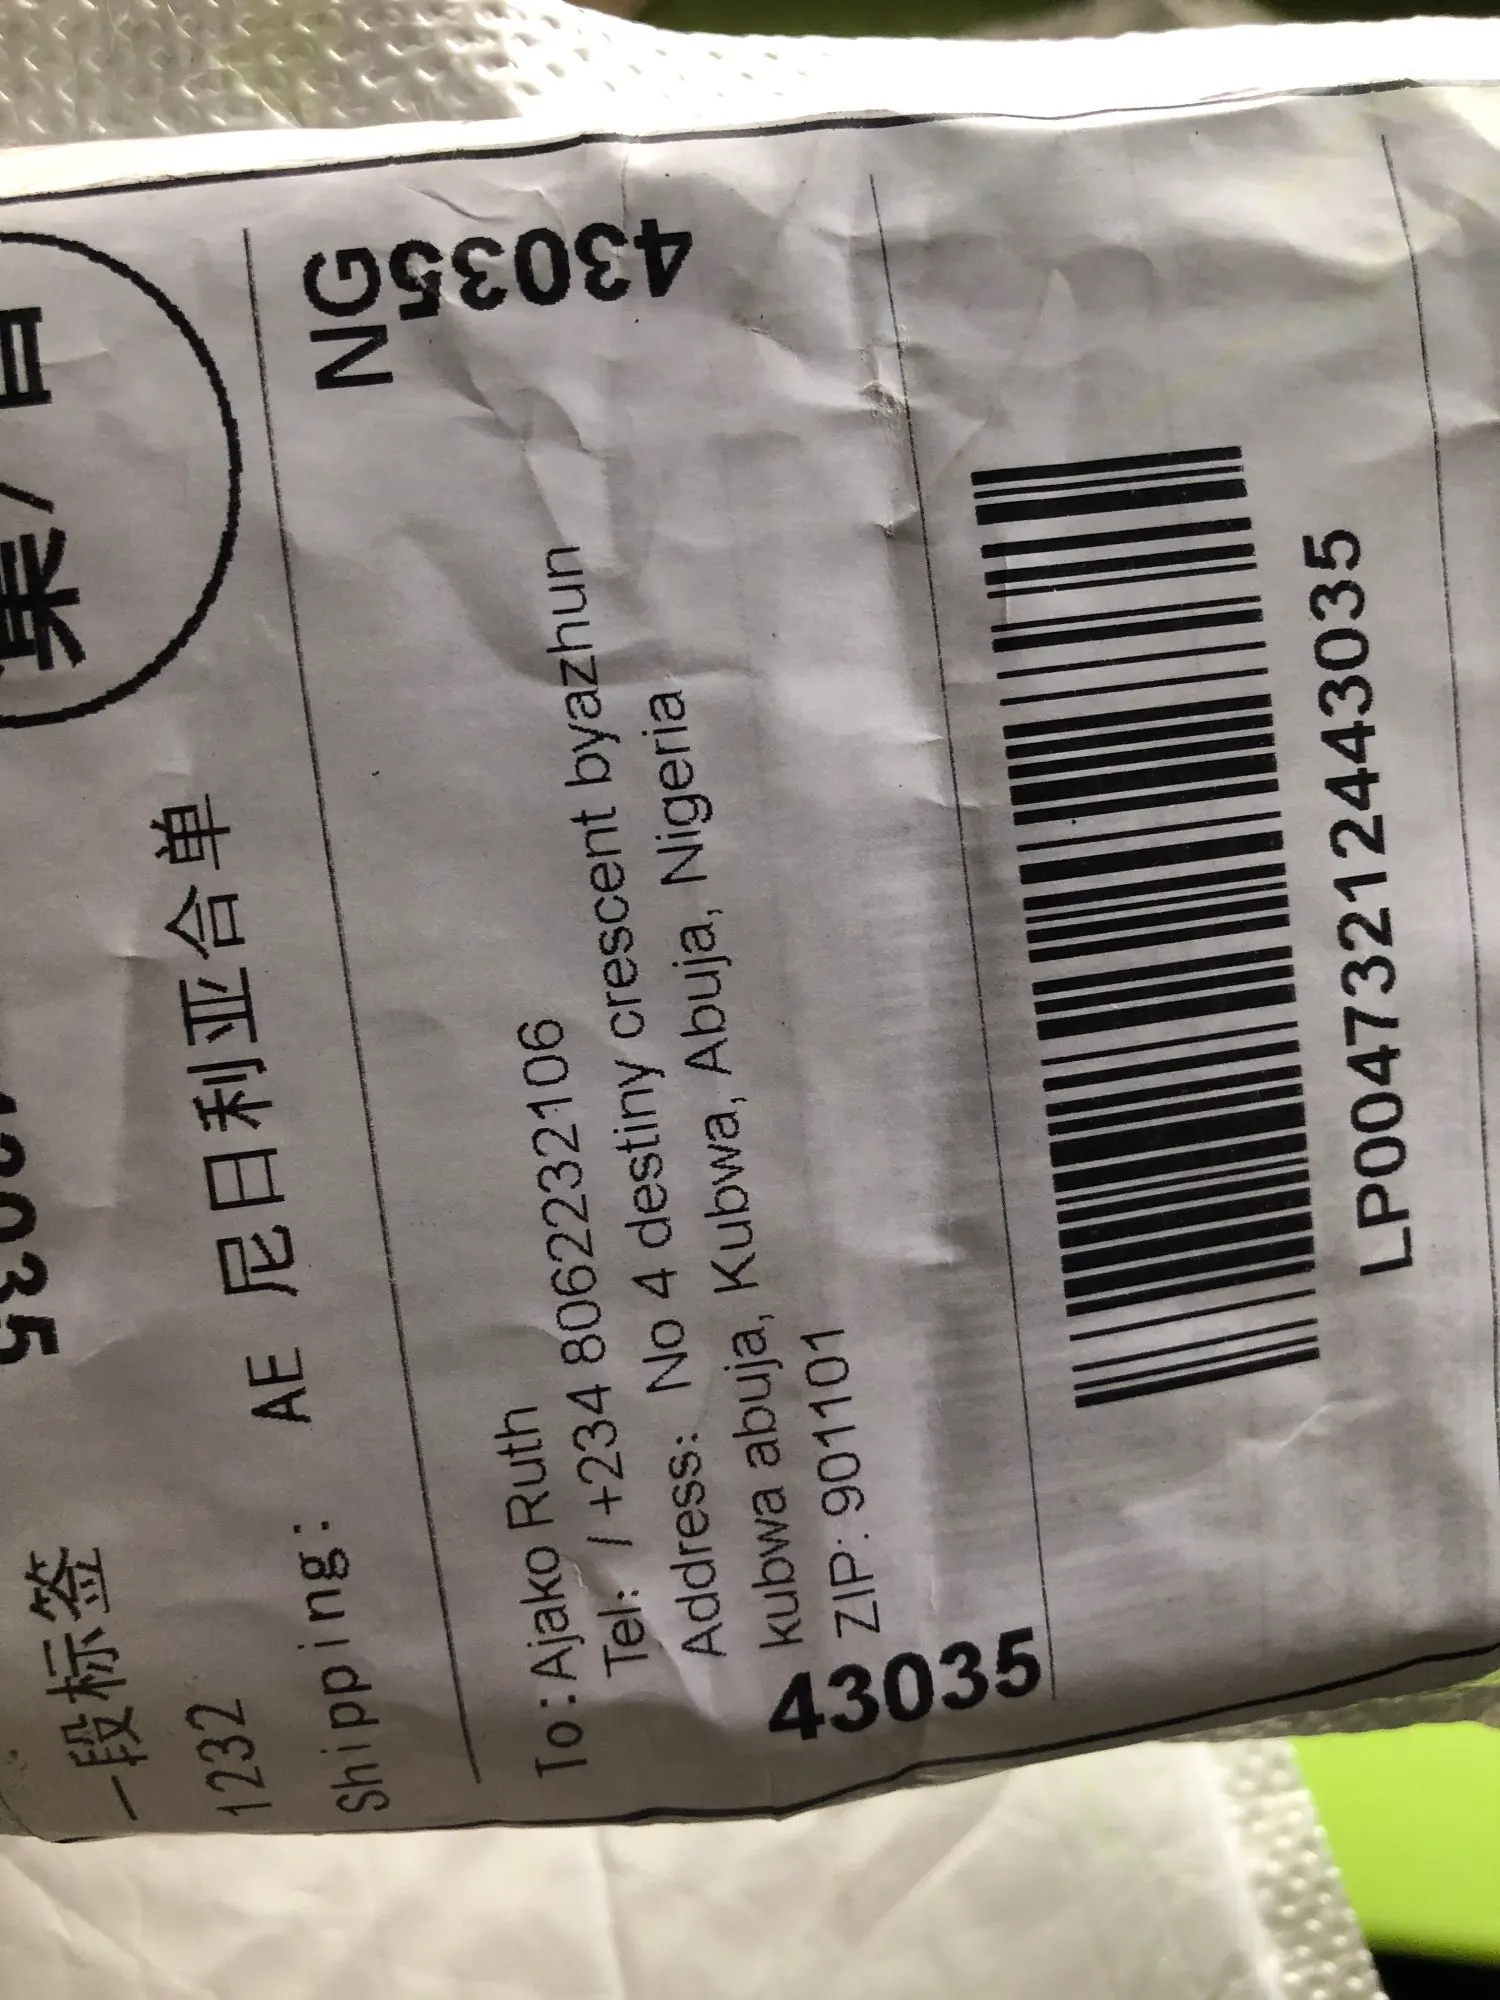 一段标签
1232
Shipping: AE 尼日利亚合单
NG
43035
To: Ajako Ruth
Tel: / +234 8062232106
Address: No 4 destiny crescent byazhun
kubwa abuja, Kubwa, Abuja, Nigeria
ZIP: 901101
43035
LP00473212443035